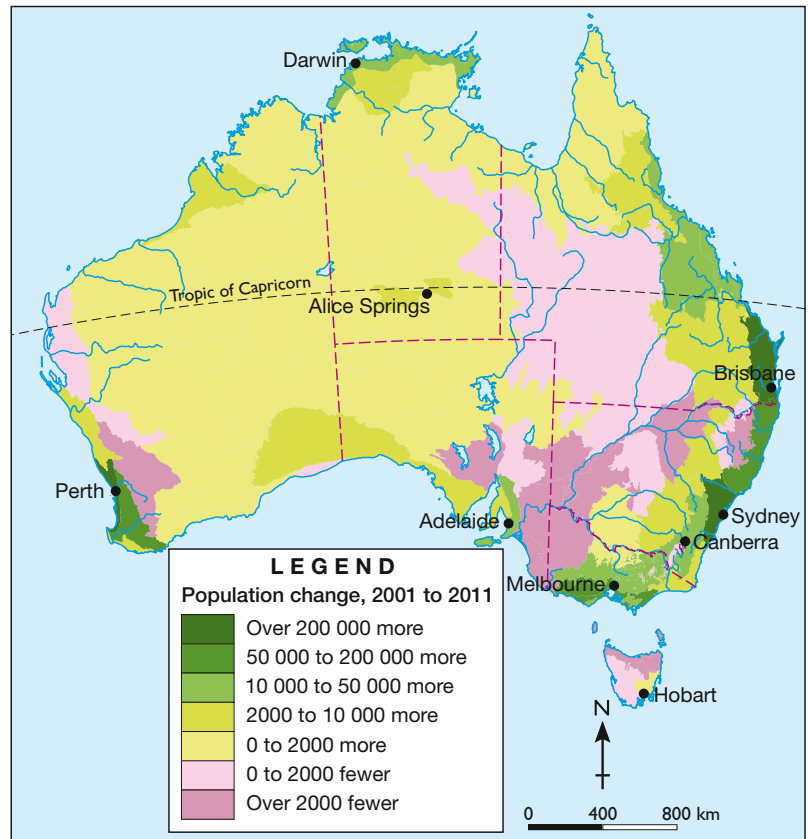 Darwin
Tropic of Capricorn
Alice Springs
Brisbane
Perth
Adelaide
Sydney
Canberra
Melbourne
Hobart
LEGEND
Population change, 2001 to 2011
Over 200 000 more
50 000 to 200 000 more
10 000 to 50 000 more
2000 to 10 000 more
0 to 2000 more
0 to 2000 fewer
Over 2000 fewer
N
0 400 800 km